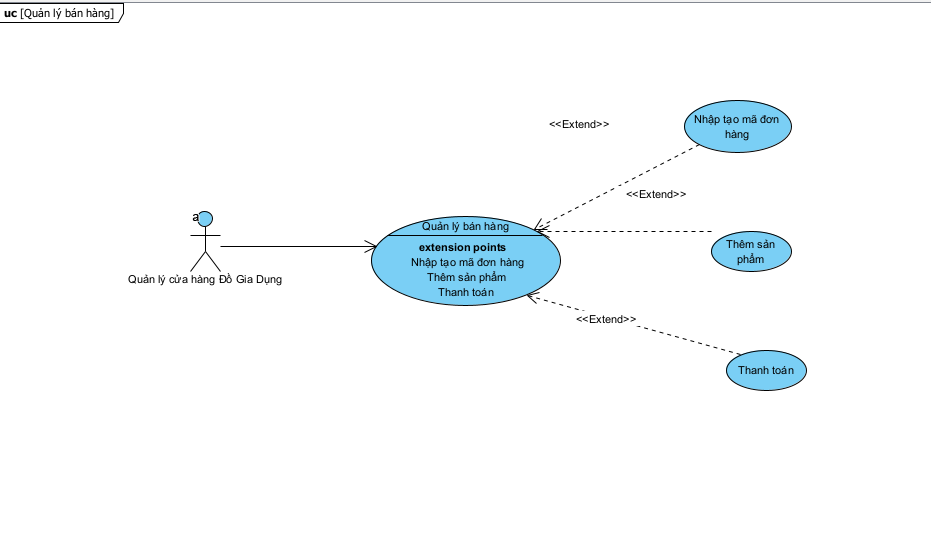 uc [Quản lý bán hàng]
<<Extend>>
Nhập tạo mã đơn
hàng
<<Extend>>
a
Quản lý cửa hàng Đồ Gia Dụng
Quản lý bán hàng
extension points
Nhập tạo mã đơn hàng
Thêm sản phẩm
Thanh toán
Thêm sản
phẩm
<<Extend>>
Thanh toán